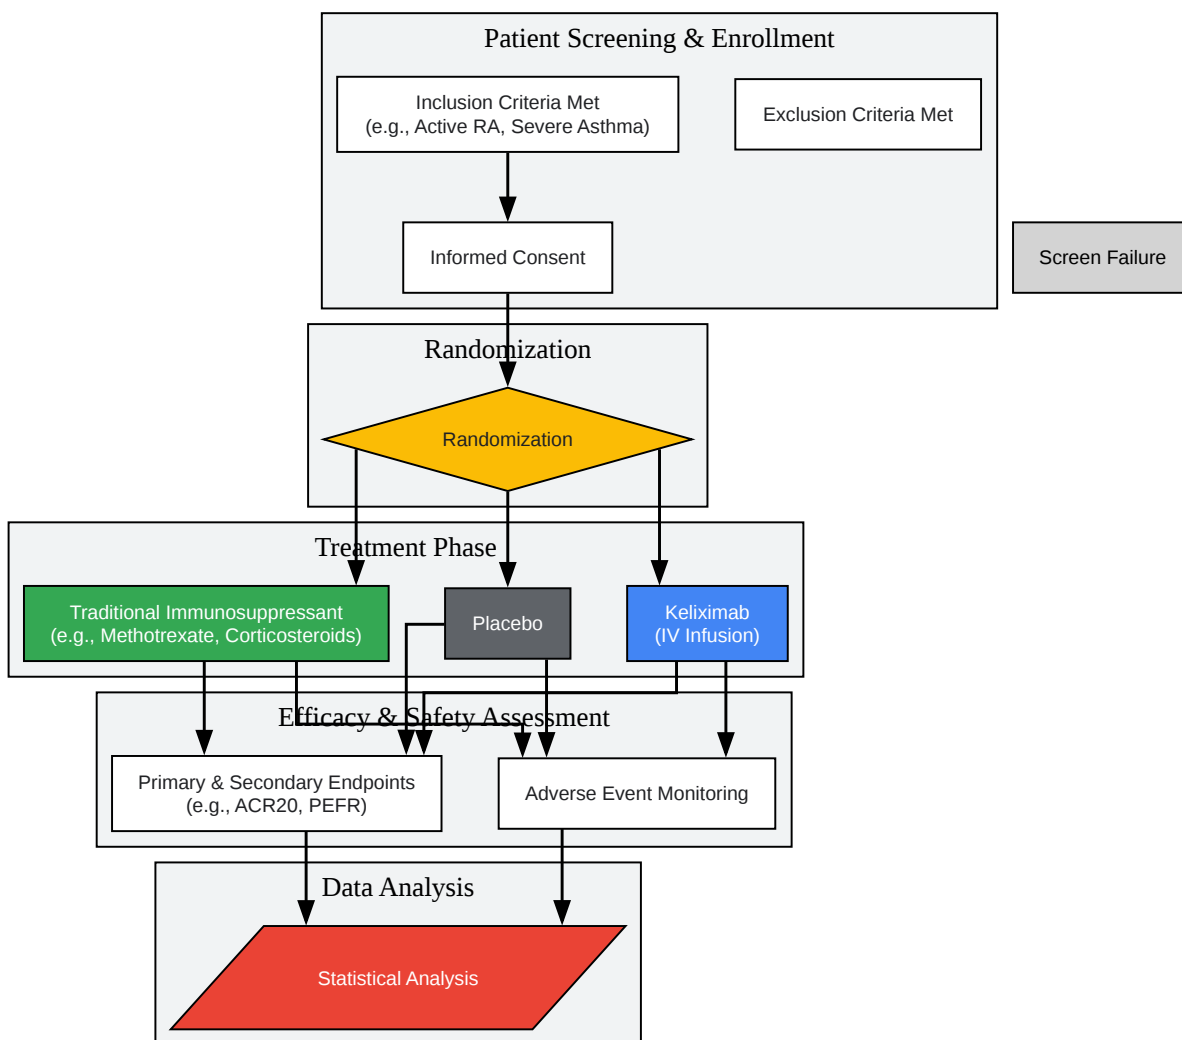 Patient Screening & Enrollment
Inclusion Criteria Met
(e.g., Active RA, Severe Asthma)
Exclusion Criteria Met
Informed Consent
Screen Failure
Randomization
Randomization
Treatment Phase
Traditional Immunosuppressant
(e.g., Methotrexate, Corticosteroids)
Placebo
Keliximab
(IV Infusion)
Efficacy & Safety Assessment
Primary & Secondary Endpoints
(e.g., ACR20, PEFR)
Adverse Event Monitoring
Data Analysis
Statistical Analysis